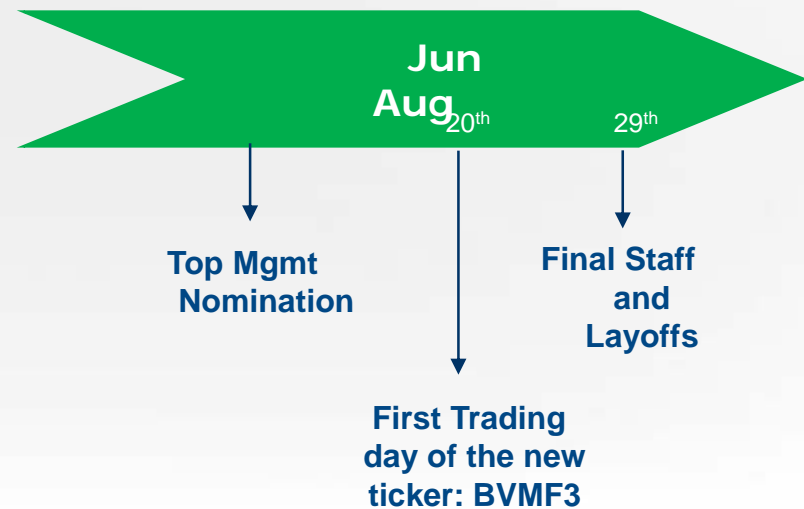 Jun
Aug
20th
29th
Top Mgmt
Nomination
Final Staff
and
Layoffs
First Trading
day of the new
ticker: BVMF3